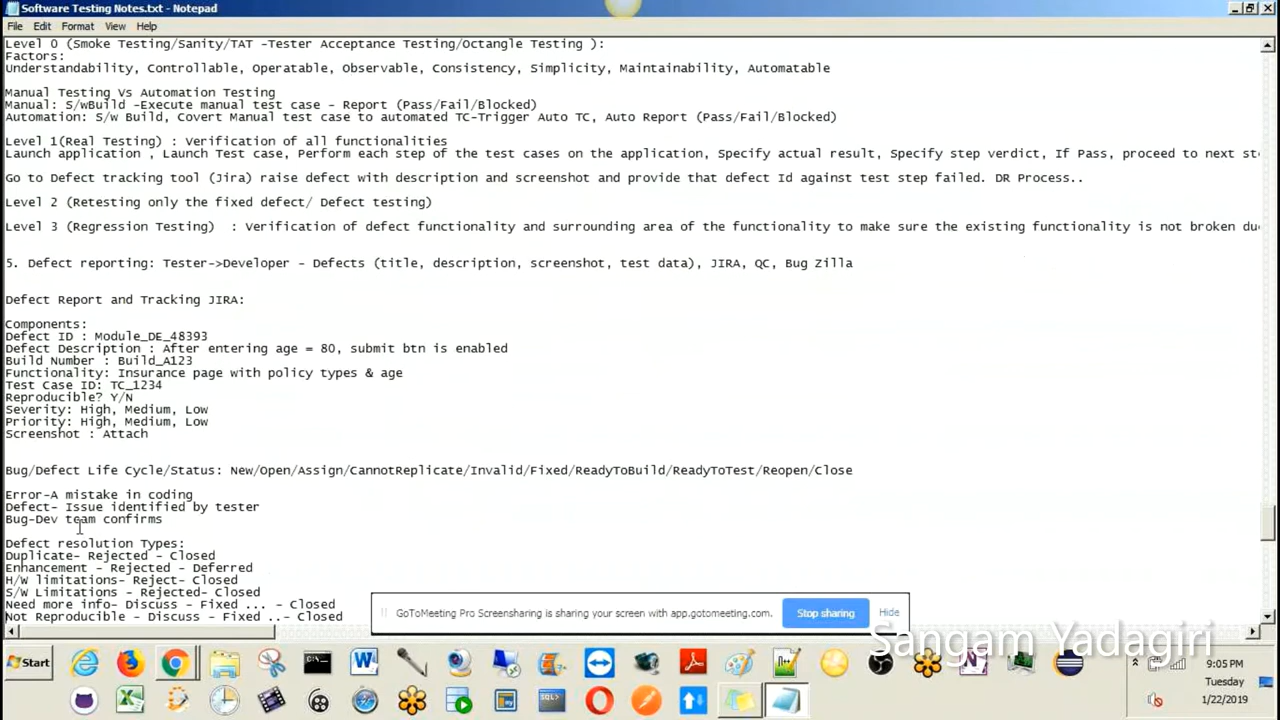 Software Testing Notes.txt - Notepad
File Edit Format View Help
Level 0 (Smoke Testing/Sanity/TAT -Tester Acceptance Testing/Octangle Testing ):
Factors:
Understandability, Controllable, Operatable, Observable, Consistency, Simplicity, Maintainability, Automatable
Manual Testing Vs Automation Testing
Manual: S/wBuild -Execute manual test case - Report (Pass/Fail/Blocked)
Automation: S/w Build, Covert Manual test case to automated TC-Trigger Auto TC, Auto Report (Pass/Fail/Blocked)
Level 1(Real Testing) : Verification of all functionalities
Launch application , Launch Test case, Perform each step of the test cases on the application, Specify actual result, Specify step verdict, If Pass, proceed to next st
Go to Defect tracking tool (Jira) raise defect with description and screenshot and provide that defect Id against test step failed. DR Process..
Level 2 (Retesting only the fixed defect/ Defect testing)
Level 3 (Regression Testing)  : Verification of defect functionality and surrounding area of the functionality to make sure the existing functionality is not broken du
5. Defect reporting: Tester->Developer - Defects (title, description, screenshot, test data), JIRA, QC, Bug Zilla
Defect Report and Tracking JIRA:
Components:
Defect ID : Module_DE_48393
Defect Description : After entering age = 80, submit btn is enabled
Build Number : Build_A123
Functionality: Insurance page with policy types & age
Test Case ID: TC_1234
Reproducible? Y/N
Severity: High, Medium, Low
Priority: High, Medium, Low
Screenshot : Attach
Bug/Defect Life Cycle/Status: New/Open/Assign/CannotReplicate/Invalid/Fixed/ReadyToBuild/ReadyToTest/Reopen/Close
Error-A mistake in coding
Defect- Issue identified by tester
Bug-Dev team confirms
Defect resolution Types:
Duplicate- Rejected - Closed
Enhancement - Rejected - Deferred
H/W limitations- Reject- Closed
S/W Limitations - Rejected- Closed
Need more info- Discuss - Fixed ... - Closed
Not Reproducible - Discuss - Fixed ..- Closed
GoToMeeting Pro Screensharing is sharing your screen with app.gotomeeting.com. Stop sharing Hide
Sangam Yadagiri
Start
9:05 PM
Tuesday
1/22/2019